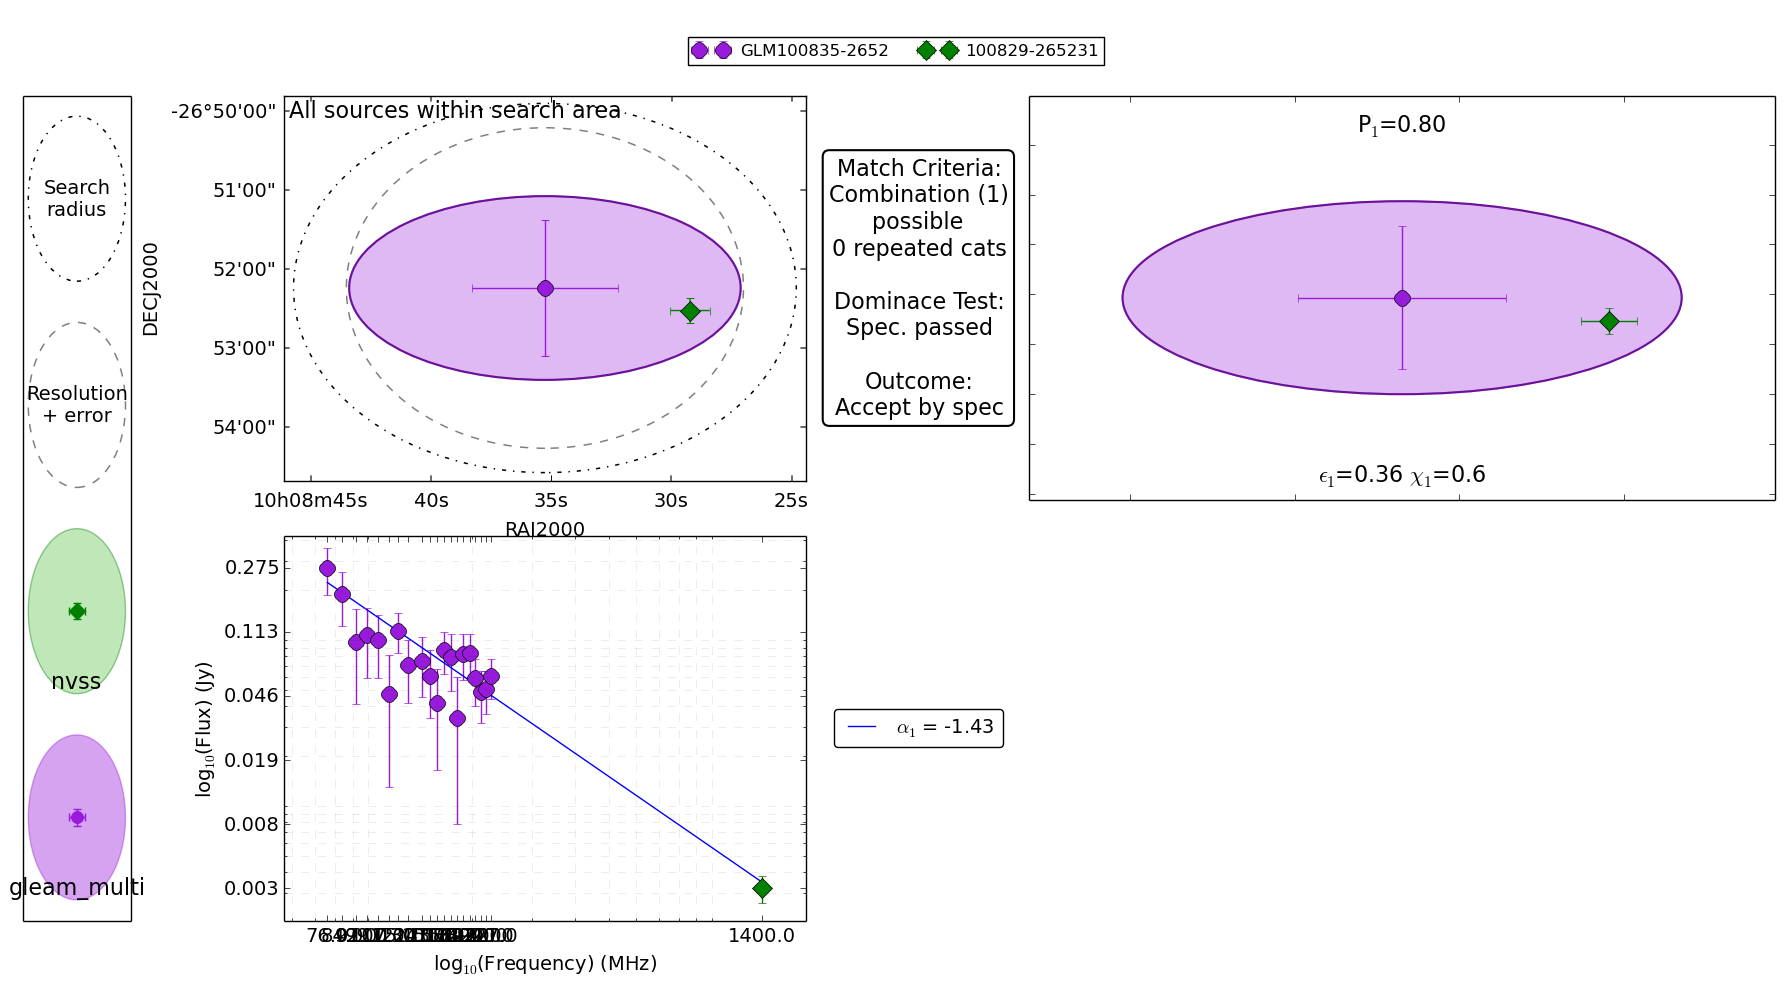 GLM100835-2652 100829-265231
Search
radius
Resolution
+ error
nvss
gleam_multi
All sources within search area
-26°50'00"
51'00"
52'00"
53'00"
54'00"
DECJ2000
10h08m45s 40s 35s 30s 25s
RAJ2000
Match Criteria:
Combination (1)
possible
0 repeated cats
Dominace Test:
Spec. passed
Outcome:
Accept by spec
P₁=0.80
ϵ₁=0.36 χ₁=0.6
0.275
0.113
0.046
0.019
0.008
0.003
log₁₀(Flux) (Jy)
1400.0
log₁₀(Frequency) (MHz)
α₁ = -1.43